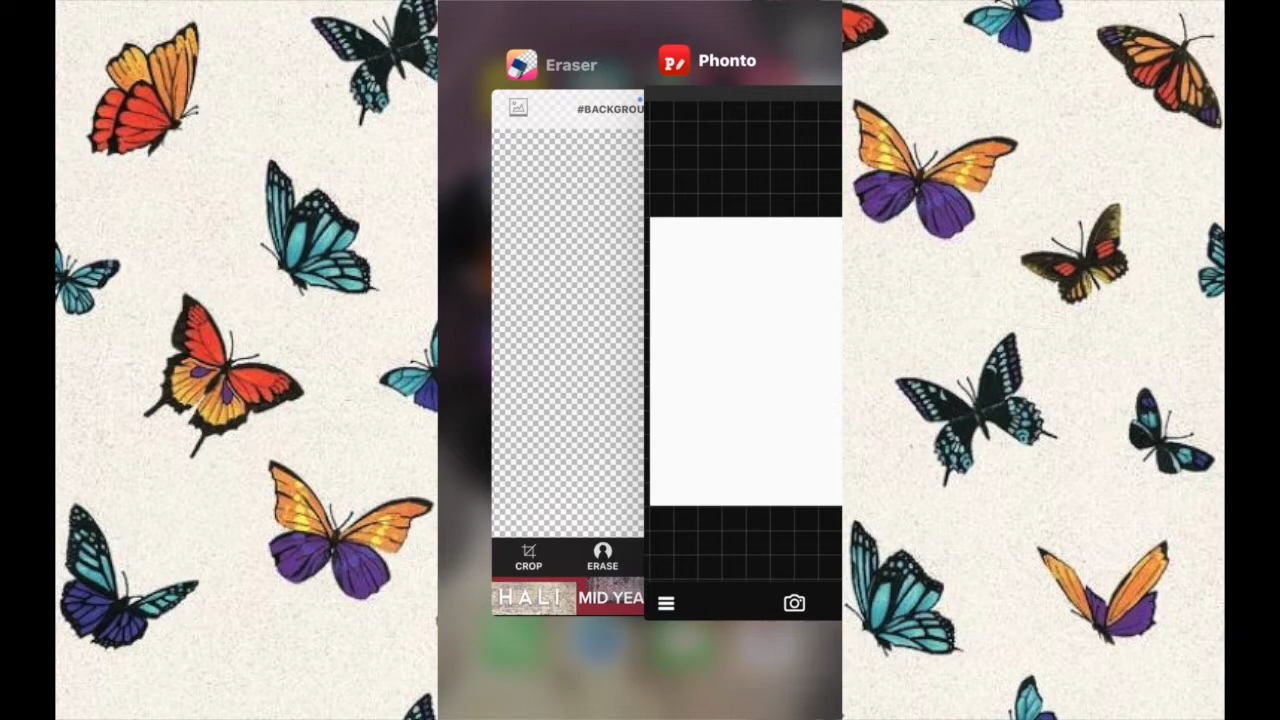 Eraser
Phonto
#BACKGROU
CROP
ERASE
HALI
MID YEA